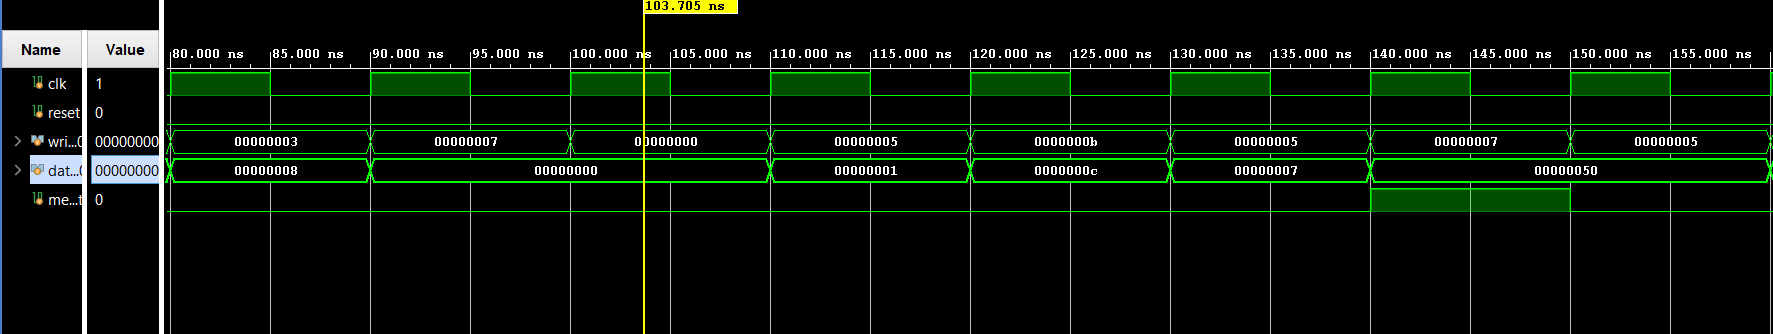 103.705 ns
Name Value 80.000 ns 85.000 ns 90.000 ns 95.000 ns 100.000 ns 105.000 ns 110.000 ns 115.000 ns 120.000 ns 125.000 ns 130.000 ns 135.000 ns 140.000 ns 145.000 ns 150.000 ns 155.000 ns
clk 1
reset 0
wri...0 00000000 00000003 00000007 00000000 00000005 0000000b 00000005 00000007 00000005
dat...0 00000000 00000008 00000000 00000001 0000000c 00000007 00000050
me...t 0